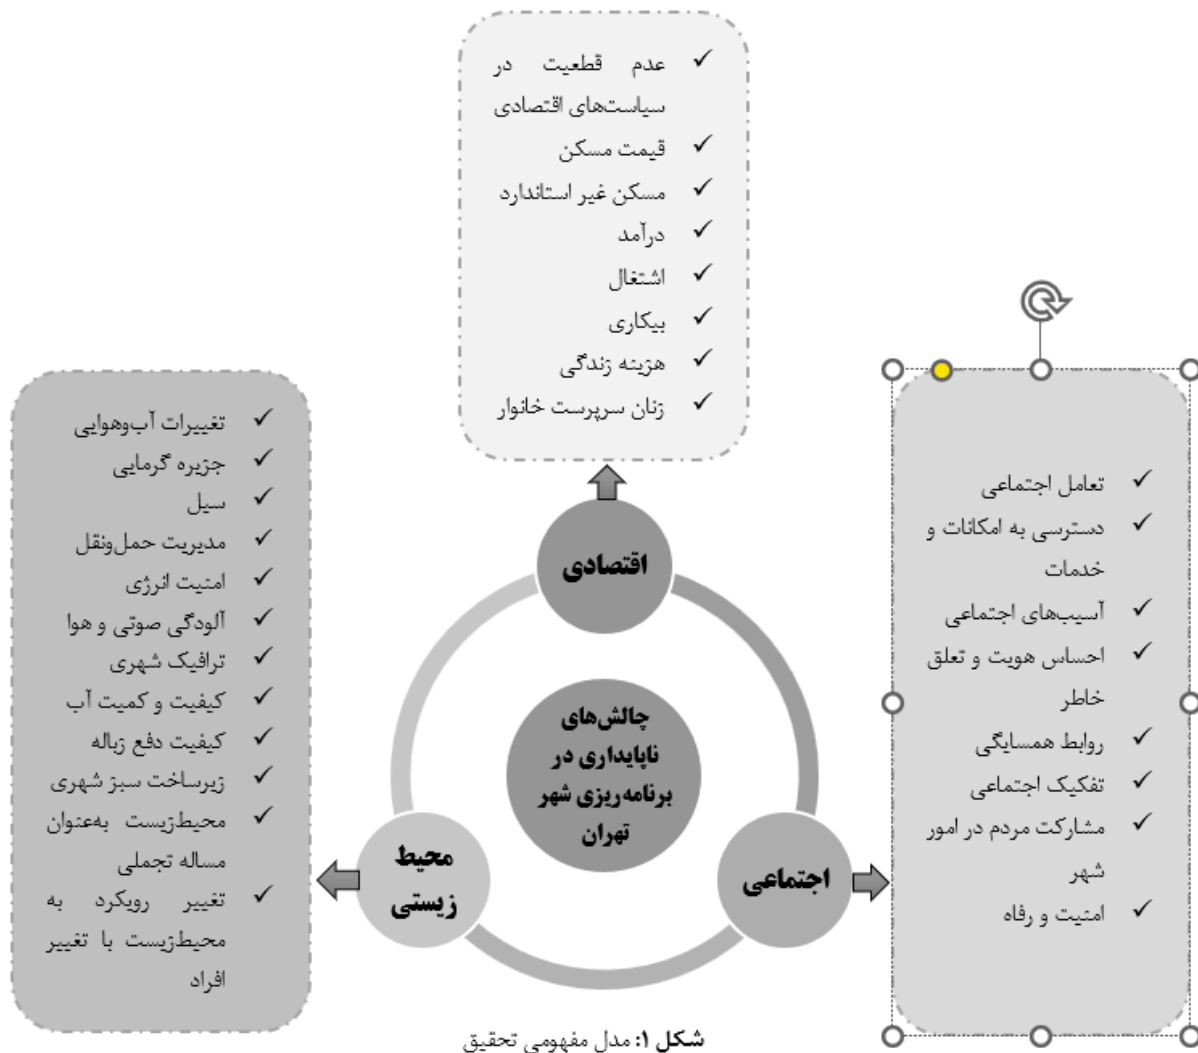 عدم قطعیت در
سیاست‌های اقتصادی
قیمت مسکن
مسکن غیر استاندارد
درآمد
اشتغال
بیکاری
هزینه زندگی
زنان سرپرست خانوار
اقتصادی
چالش‌های
ناپایداری در
برنامه‌ریزی شهر
تهران
اجتماعی
محیط
زیستی
تعامل اجتماعی
دسترسی به امکانات و
خدمات
آسیب‌های اجتماعی
احساس هویت و تعلق
خاطر
روابط همسایگی
تفکیک اجتماعی
مشارکت مردم در امور
شهر
امنیت و رفاه
تغییرات آب‌وهوایی
جزیره گرمایی
سیل
مدیریت حمل‌ونقل
امنیت انرژی
آلودگی صوتی و هوا
ترافیک شهری
کیفیت و کمیت آب
کیفیت دفع زباله
زیرساخت سبز شهری
محیط‌زیست به‌عنوان
مساله تجملی
تغییر رویکرد به
محیط‌زیست با تغییر
افراد
شکل ۱: مدل مفهومی تحقیق